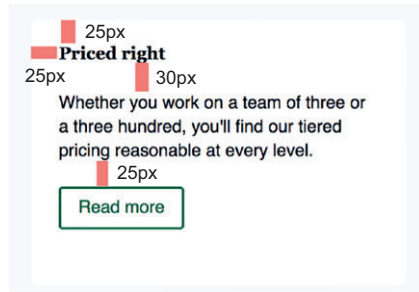 25px
Priced right
25px
30px
Whether you work on a team of three or
a three hundred, you'll find our tiered
pricing reasonable at every level.
25px
Read more